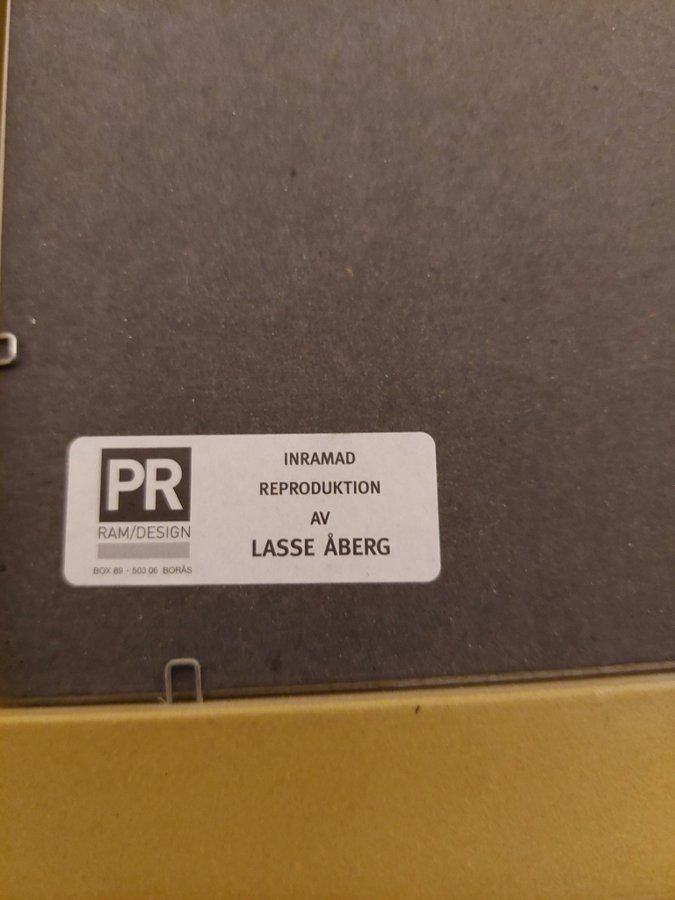 PR
RAM/DESIGN
BOX 89 - 503 06 BORÅS
INRAMAD
REPRODUKTION
AV
LASSE ÅBERG